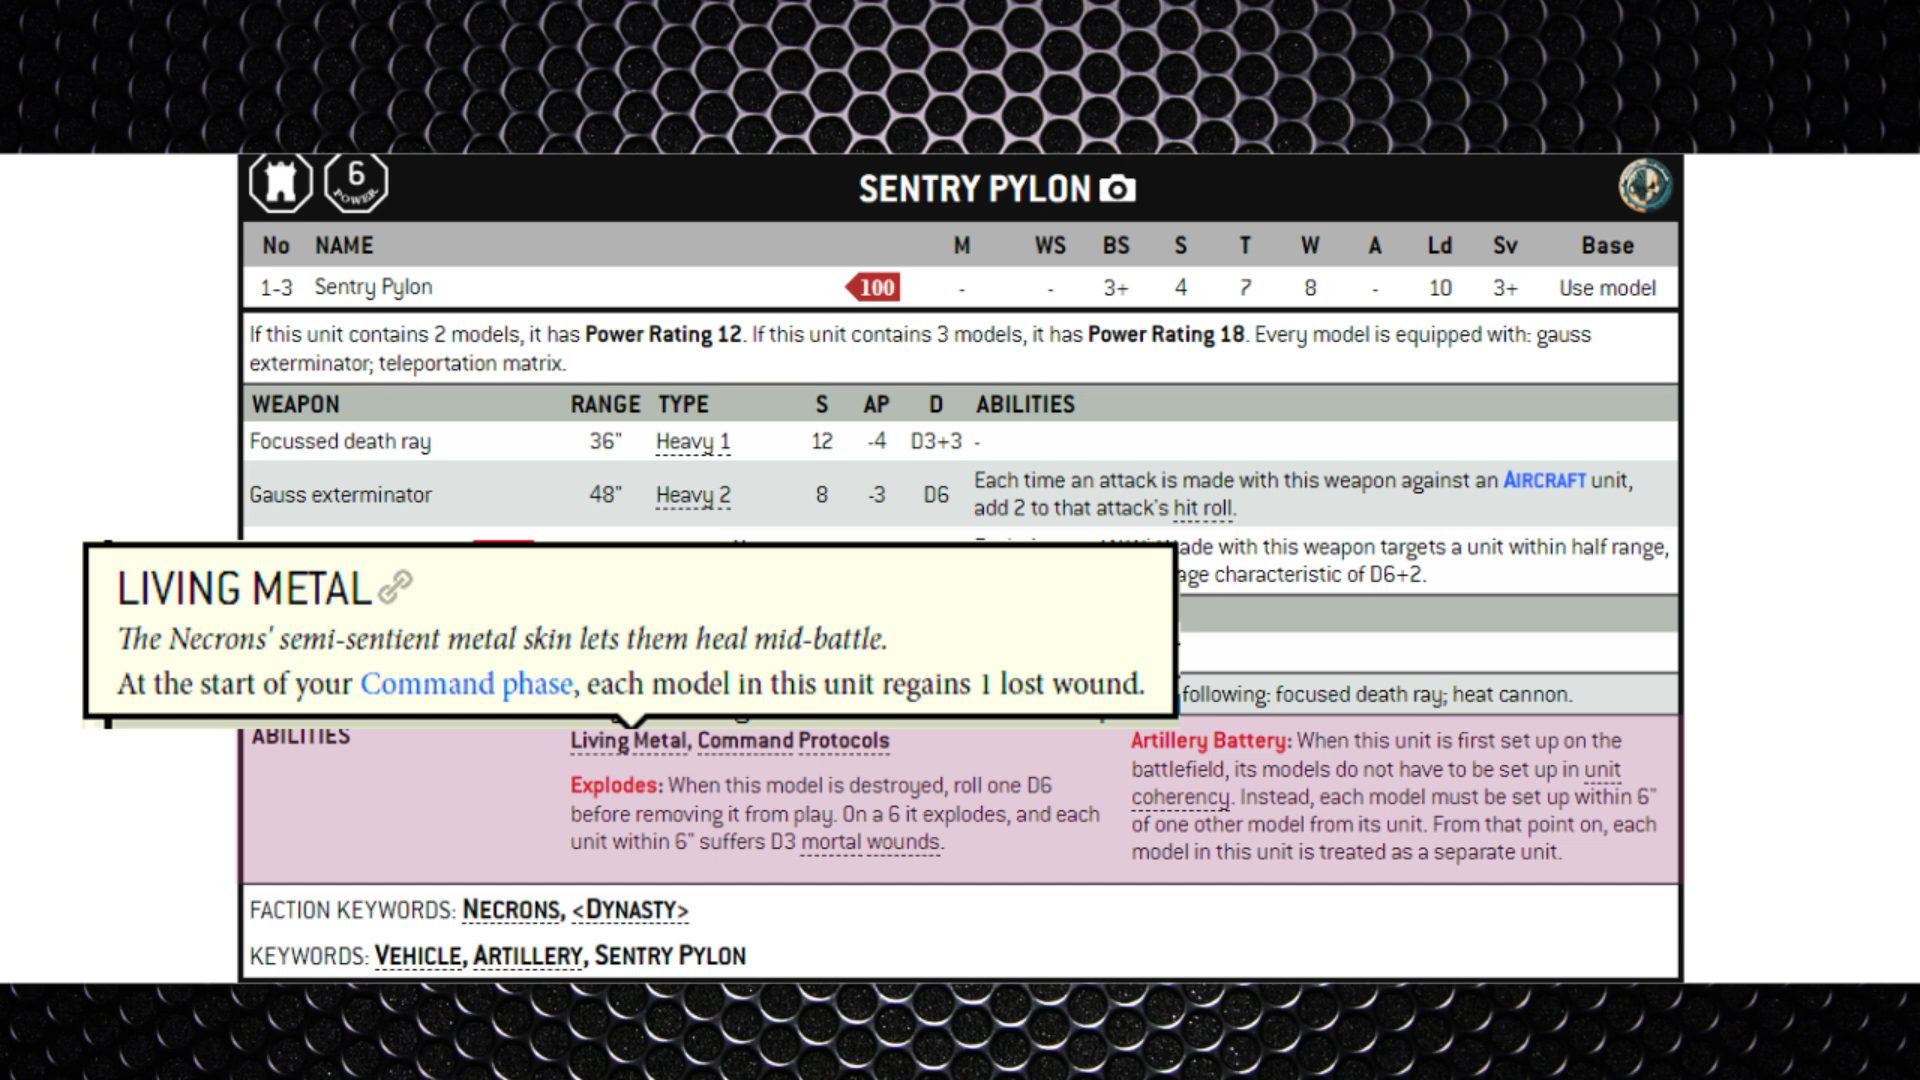 6
POWER
SENTRY PYLON
No NAME M WS BS S T W A Ld Sv Base
1-3 Sentry Pylon 100 - - 3+ 4 7 8 - 10 3+ Use model
If this unit contains 2 models, it has Power Rating 12. If this unit contains 3 models, it has Power Rating 18. Every model is equipped with: gauss
exterminator; teleportation matrix.
WEAPON RANGE TYPE S AP D ABILITIES
Focussed death ray 36" Heavy 1 12 -4 D3+3 -
Gauss exterminator 48" Heavy 2 8 -3 D6 Each time an attack is made with this weapon against an AIRCRAFT unit,
add 2 to that attack's hit roll.
made with this weapon targets a unit within half range,
characteristic of D6+2.
LIVING METAL
The Necrons' semi-sentient metal skin lets them heal mid-battle.
At the start of your Command phase, each model in this unit regains 1 lost wound.
following: focused death ray; heat cannon.
ABILITIES
Living Metal, Command Protocols
Explodes: When this model is destroyed, roll one D6
before removing it from play. On a 6 it explodes, and each
unit within 6" suffers D3 mortal wounds.
Artillery Battery: When this unit is first set up on the
battlefield, its models do not have to be set up in unit
coherency. Instead, each model must be set up within 6"
of one other model from its unit. From that point on, each
model in this unit is treated as a separate unit.
FACTION KEYWORDS: NECRONS, <DYNASTY>
KEYWORDS: VEHICLE, ARTILLERY, SENTRY PYLON